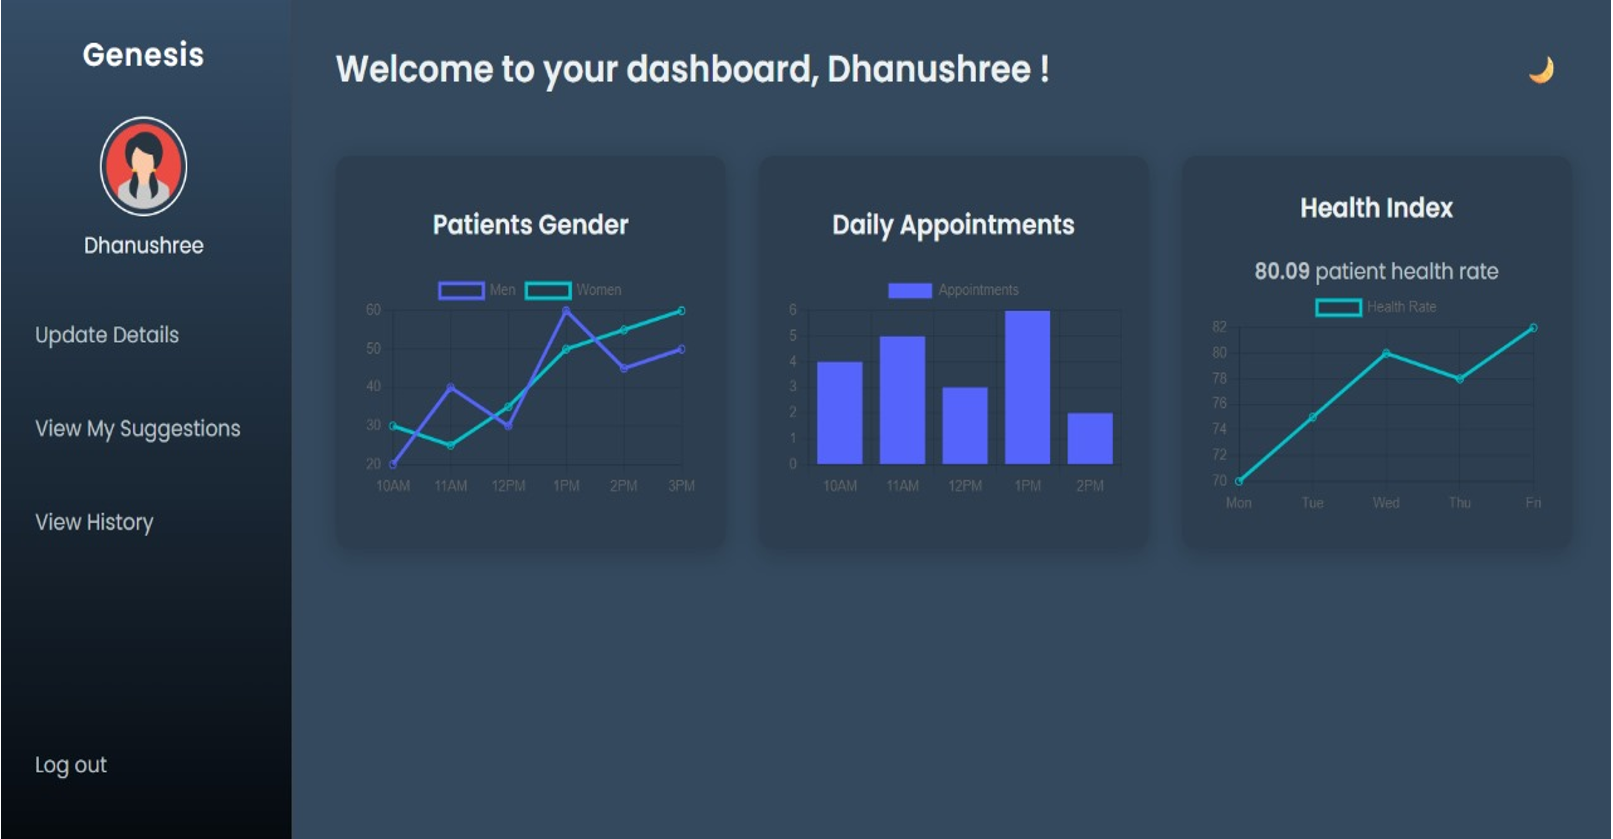 Genesis
Dhanushree
Update Details
View My Suggestions
View History
Log out
Welcome to your dashboard, Dhanushree !
Patients Gender
Men Women
60
50
40
30
20
10AM 11AM 12PM 1PM 2PM 3PM
Daily Appointments
Appointments
6
5
4
3
2
1
0
10AM 11AM 12PM 1PM 2PM
Health Index
80.09 patient health rate
Health Rate
82
80
78
76
74
72
70
Mon Tue Wed Thu Fri